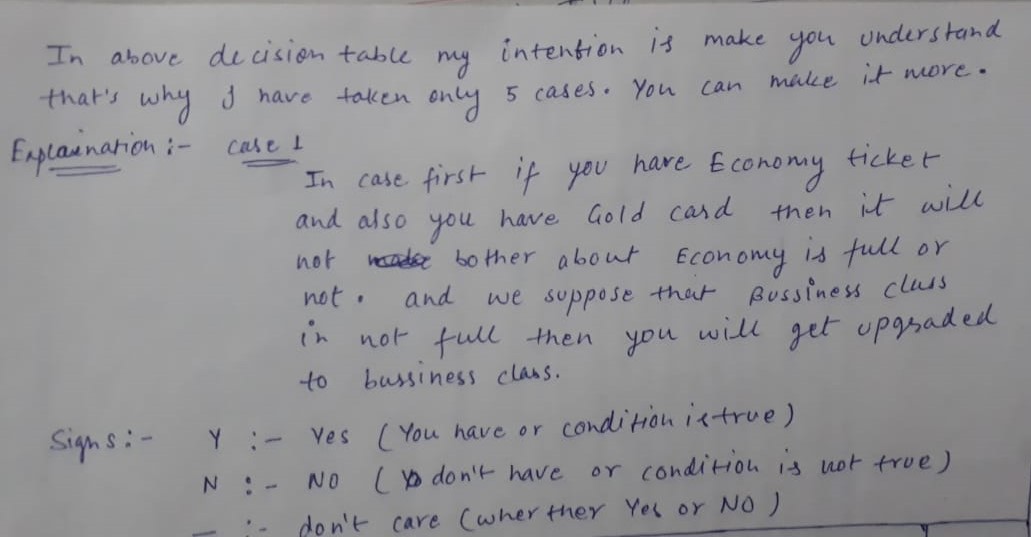 In above decision table my intention is make you understand
that's why I have taken only 5 cases. You can make it more.
Explaination :- case 1
In case first if you have Economy ticket
and also you have Gold card then it will
not bother about Economy is full or
not. and we suppose that Bussiness class
in not full then you will get upgraded
to bussiness class.
Signs :- Y :- Yes (You have or condition is true)
N :- NO (don't have or condition is not true)
— :- don't care (wherther Yes or NO)